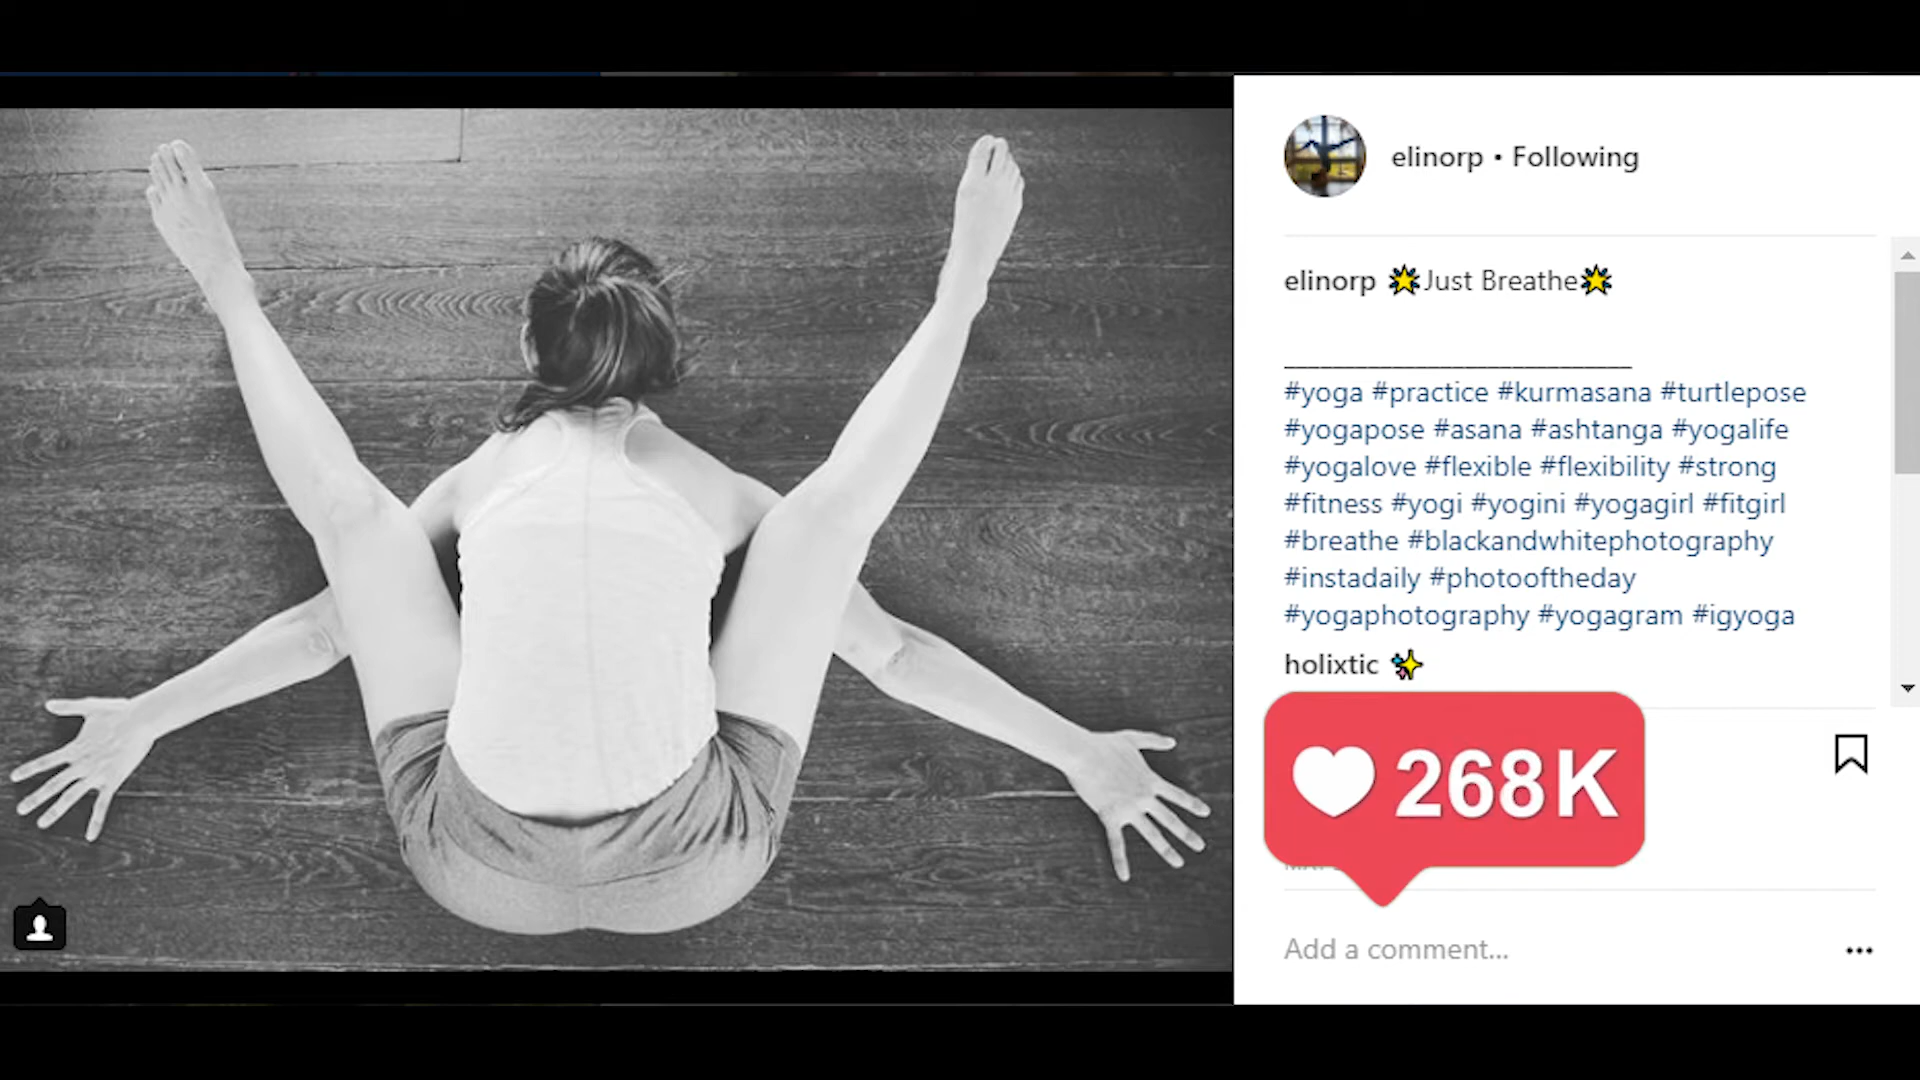 elinorp • Following
elinorp 🌟Just Breathe🌟
______________________________
#yoga #practice #kurmasana #turtlepose
#yogapose #asana #ashtanga #yogalife
#yogalove #flexible #flexibility #strong
#fitness #yogi #yogini #yogagirl #fitgirl
#breathe #blackandwhitephotography
#instadaily #photooftheday
#yogaphotography #yogagram #igyoga
holixtic ✨
268K
Add a comment...